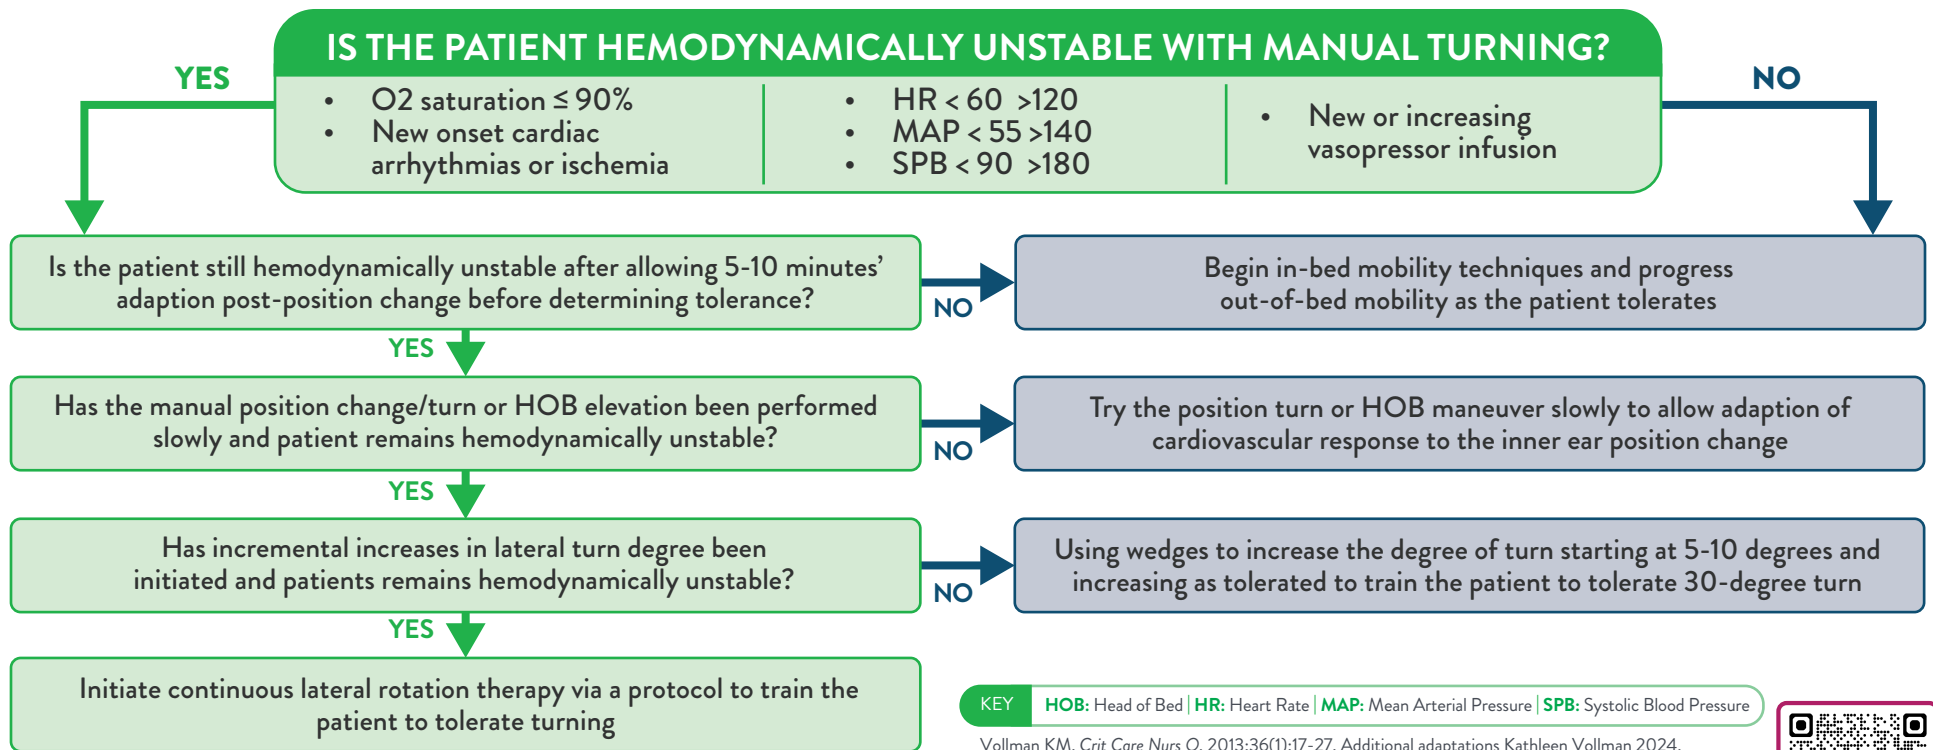 IS THE PATIENT HEMODYNAMICALLY UNSTABLE WITH MANUAL TURNING?
YES
NO
• O2 saturation ≤ 90%
• New onset cardiac
arrhythmias or ischemia
• HR < 60 >120
• MAP < 55 >140
• SPB < 90 >180
• New or increasing
vasopressor infusion
Is the patient still hemodynamically unstable after allowing 5-10 minutes’
adaption post-position change before determining tolerance?
NO
Begin in-bed mobility techniques and progress
out-of-bed mobility as the patient tolerates
YES
Has the manual position change/turn or HOB elevation been performed
slowly and patient remains hemodynamically unstable?
NO
Try the position turn or HOB maneuver slowly to allow adaption of
cardiovascular response to the inner ear position change
YES
Has incremental increases in lateral turn degree been
initiated and patients remains hemodynamically unstable?
NO
Using wedges to increase the degree of turn starting at 5-10 degrees and
increasing as tolerated to train the patient to tolerate 30-degree turn
YES
Initiate continuous lateral rotation therapy via a protocol to train the
patient to tolerate turning
KEY HOB: Head of Bed | HR: Heart Rate | MAP: Mean Arterial Pressure | SPB: Systolic Blood Pressure
Vollman KM. Crit Care Nurs Q. 2013;36(1):17-27. Additional adaptations Kathleen Vollman 2024.